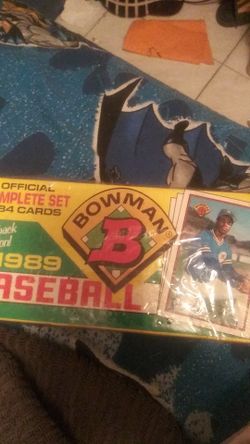 OFFICIAL
COMPLETE SET
84 CARDS
BOWMAN
B
1989
BASEBALL